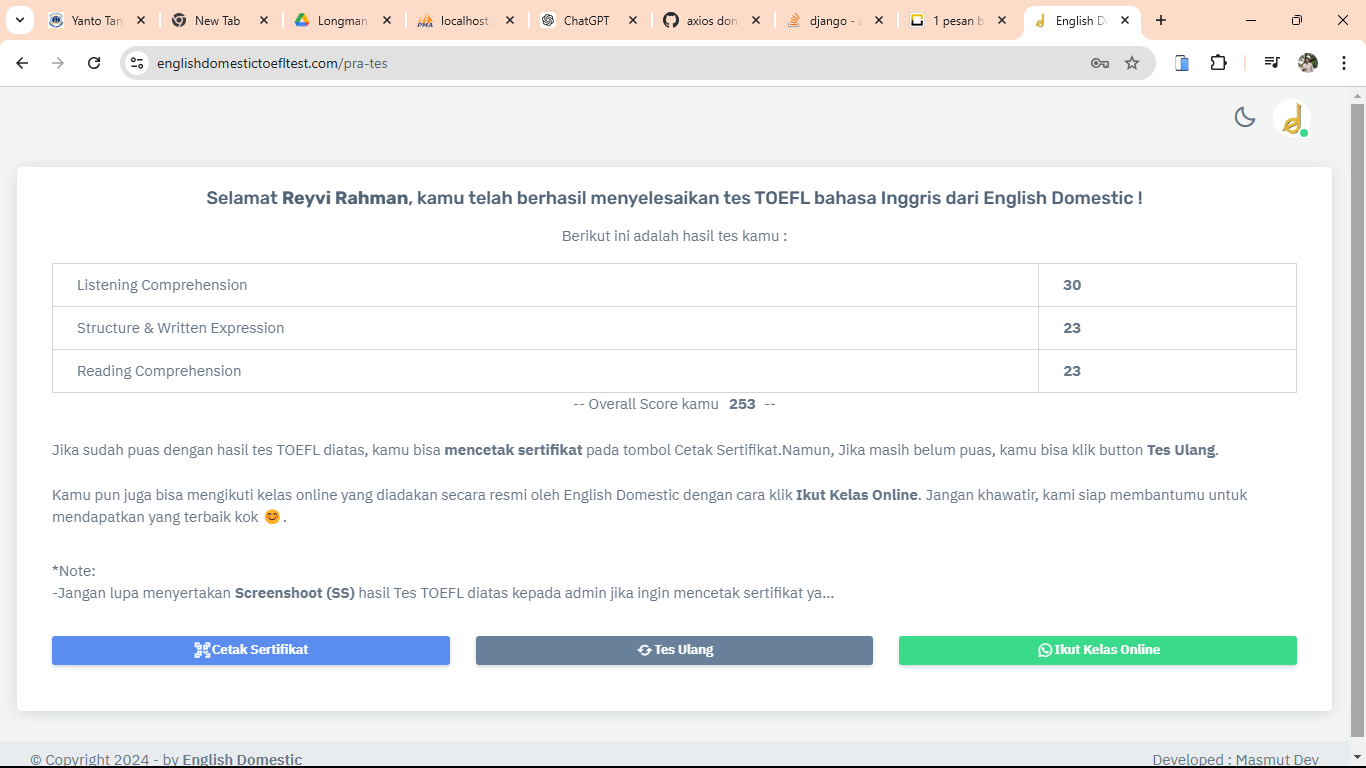 Yanto Tan
New Tab
Longman
localhost
ChatGPT
axios don
django - a
1 pesan b
English Do
englishdomestictoefltest.com/pra-tes
Selamat Reyvi Rahman, kamu telah berhasil menyelesaikan tes TOEFL bahasa Inggris dari English Domestic !
Berikut ini adalah hasil tes kamu :
Listening Comprehension 30
Structure & Written Expression 23
Reading Comprehension 23
-- Overall Score kamu 253 --
Jika sudah puas dengan hasil tes TOEFL diatas, kamu bisa mencetak sertifikat pada tombol Cetak Sertifikat.Namun, Jika masih belum puas, kamu bisa klik button Tes Ulang.
Kamu pun juga bisa mengikuti kelas online yang diadakan secara resmi oleh English Domestic dengan cara klik Ikut Kelas Online. Jangan khawatir, kami siap membantumu untuk
mendapatkan yang terbaik kok 😊 .
*Note:
-Jangan lupa menyertakan Screenshoot (SS) hasil Tes TOEFL diatas kepada admin jika ingin mencetak sertifikat ya...
Cetak Sertifikat
Tes Ulang
Ikut Kelas Online
© Copyright 2024 - by English Domestic
Developed : Masmut Dev